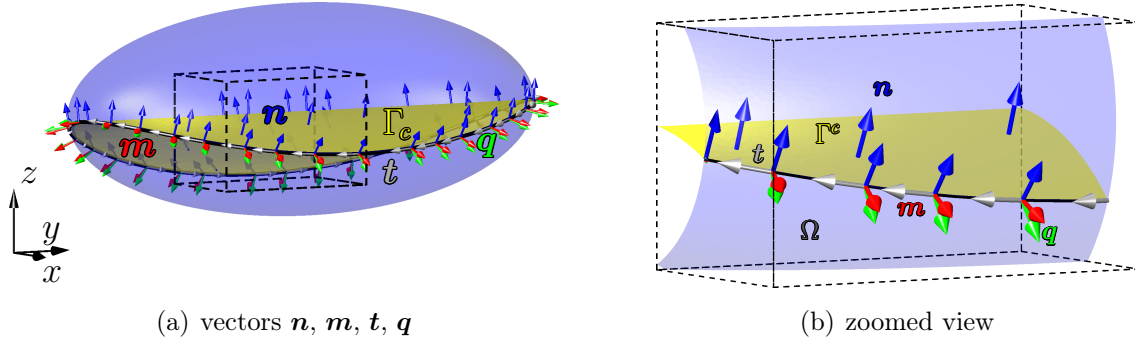 n
Γc
m
q
t
z
y
x
n
Γᶜ
t
m
Ω
q
(a) vectors n, m, t, q
(b) zoomed view